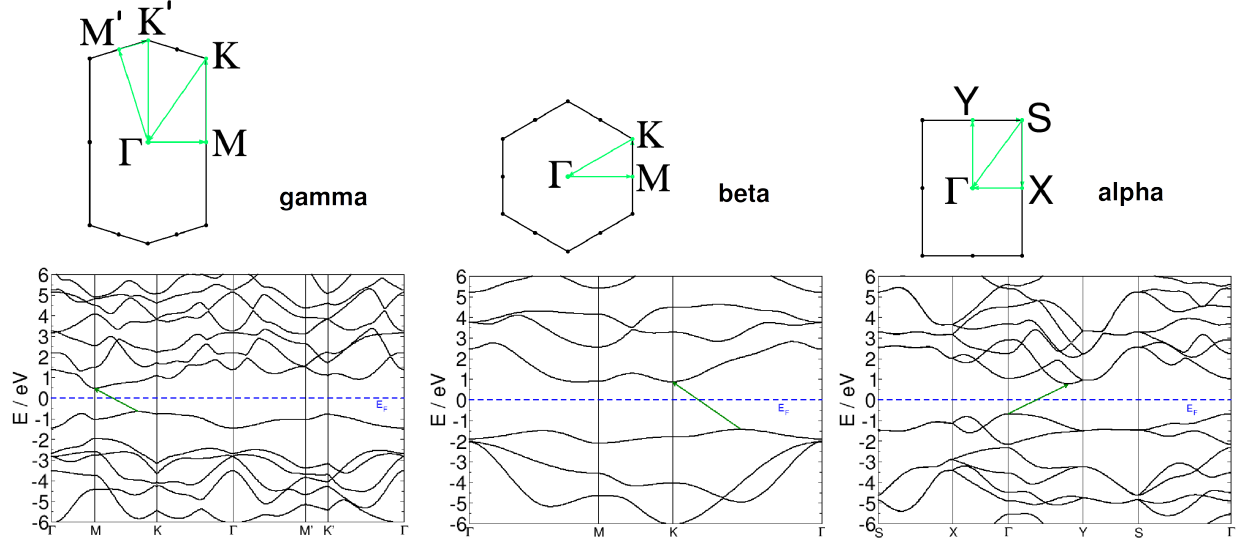 M' K' K
Γ M
gamma
K
Γ M
beta
Y S
Γ X
alpha
E / eV
6
5
4
3
2
1
0
-1
-2
-3
-4
-5
-6
E_F
Γ M K Γ M' K' Γ
E / eV
6
5
4
3
2
1
0
-1
-2
-3
-4
-5
-6
E_F
Γ M K Γ
E / eV
6
5
4
3
2
1
0
-1
-2
-3
-4
-5
-6
E_F
S X Γ Y S Γ